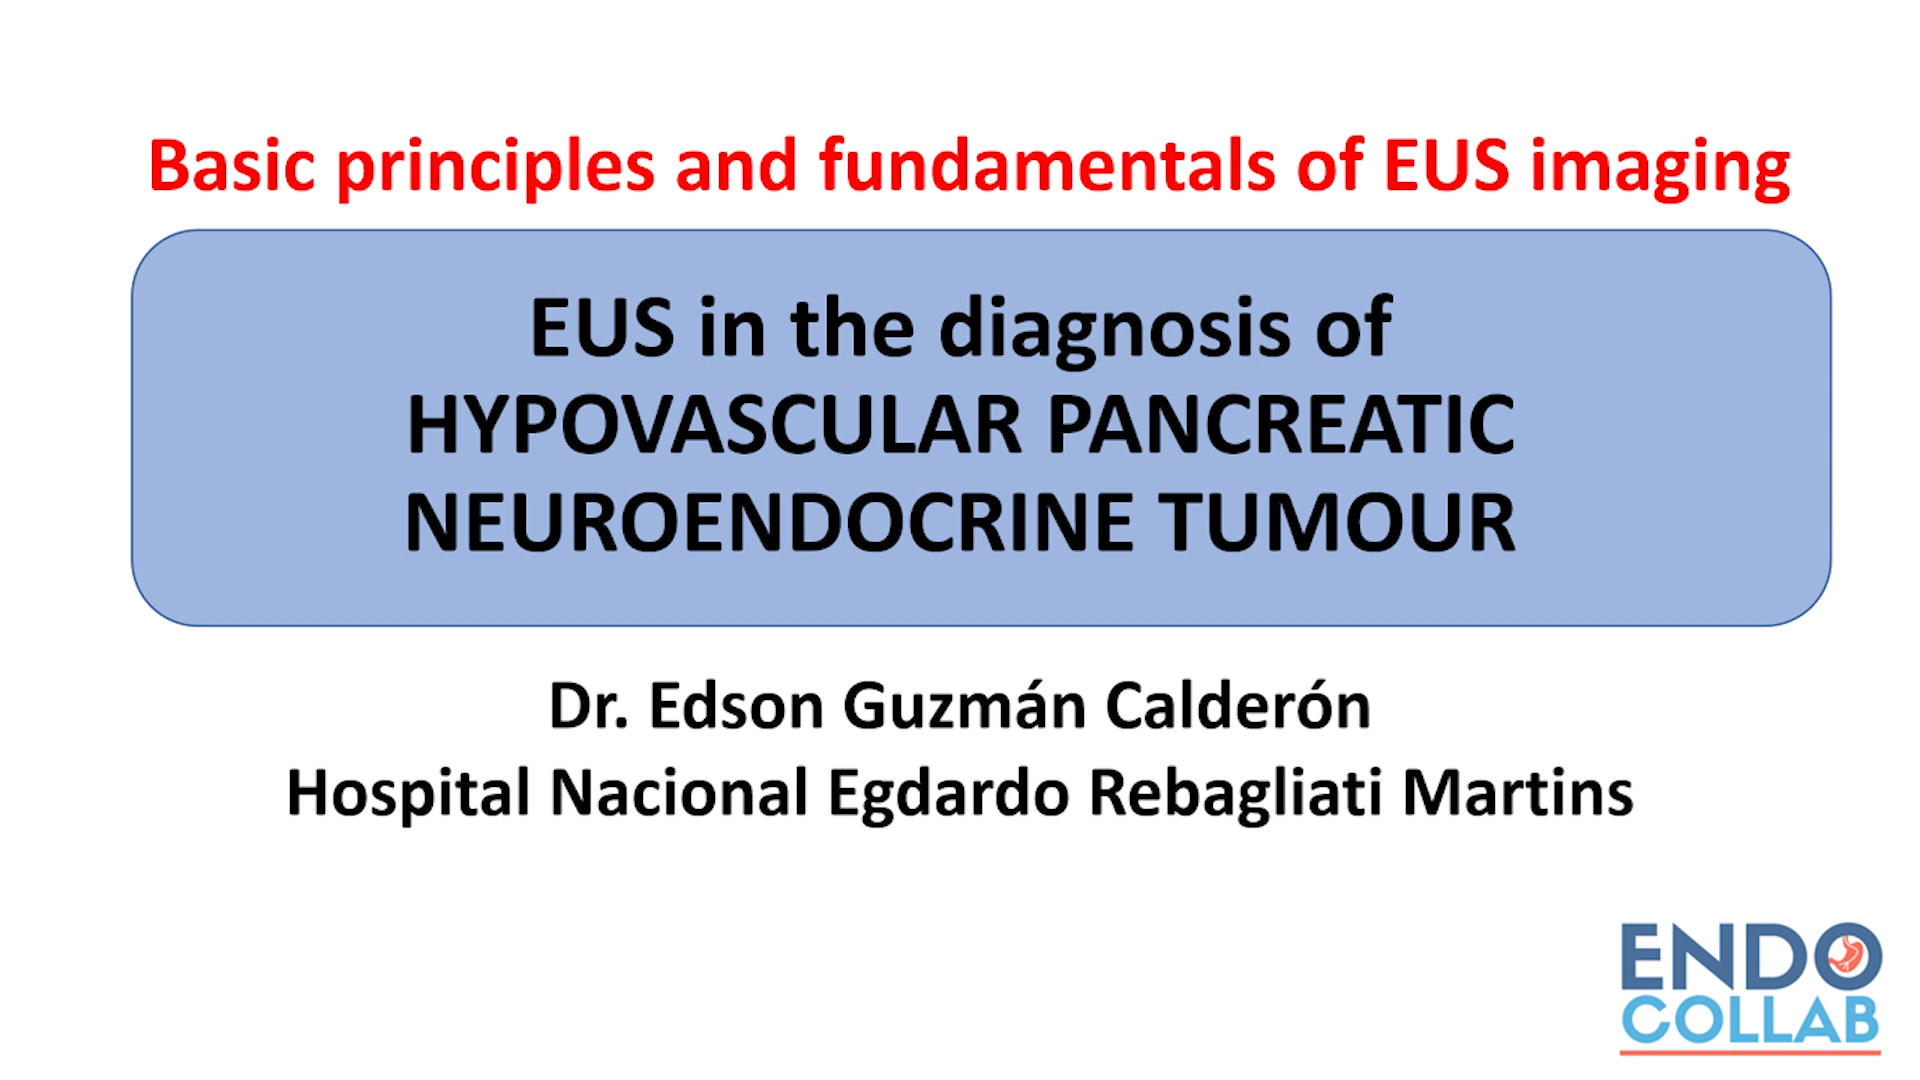 Basic principles and fundamentals of EUS imaging
EUS in the diagnosis of
HYPOVASCULAR PANCREATIC
NEUROENDOCRINE TUMOUR
Dr. Edson Guzmán Calderón
Hospital Nacional Egdardo Rebagliati Martins
ENDO
COLLAB